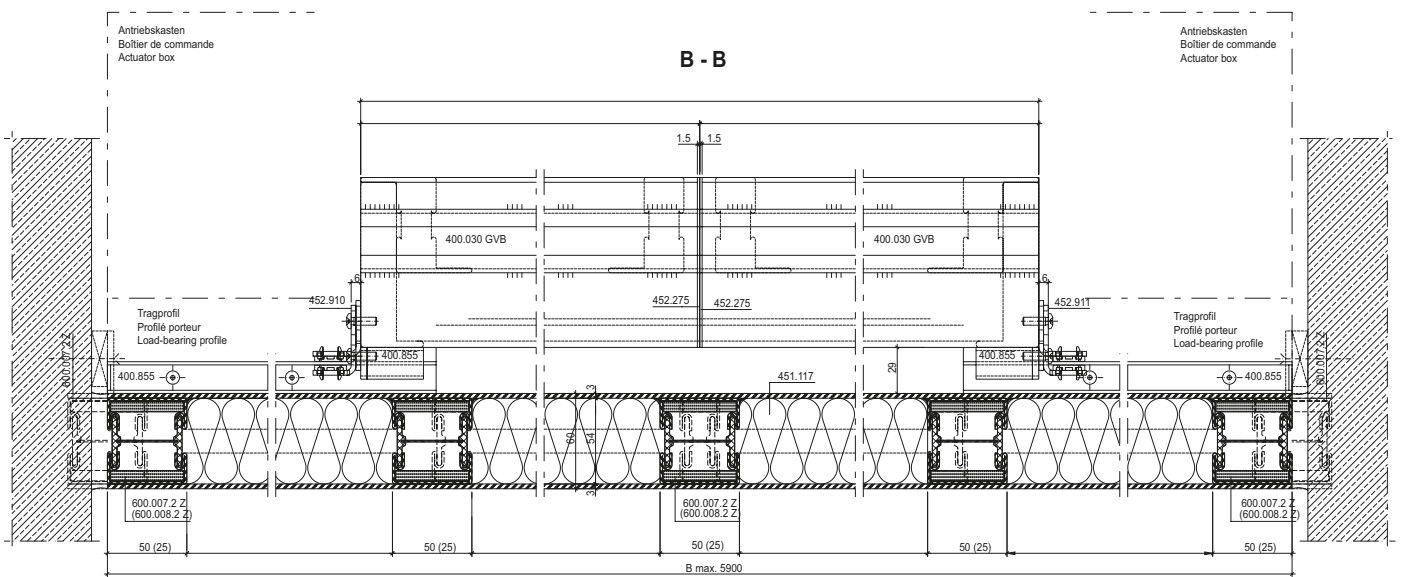 Antriebskasten
Boîtier de commande
Actuator box
Antriebskasten
Boîtier de commande
Actuator box
B - B
1.5
1.5
400.030 GVB
400.030 GVB
6
6
452.910
452.275
452.275
452.911
Tragprofil
Profilé porteur
Load-bearing profile
Tragprofil
Profilé porteur
Load-bearing profile
600.007.2 Z
400.855
400.855
400.855
400.855
600.007.2 Z
29
451.117
3
60
54
3
600.007.2 Z
(600.008.2 Z)
600.007.2 Z
(600.008.2 Z)
600.007.2 Z
(600.008.2 Z)
50 (25)
50 (25)
50 (25)
50 (25)
50 (25)
B max. 5900